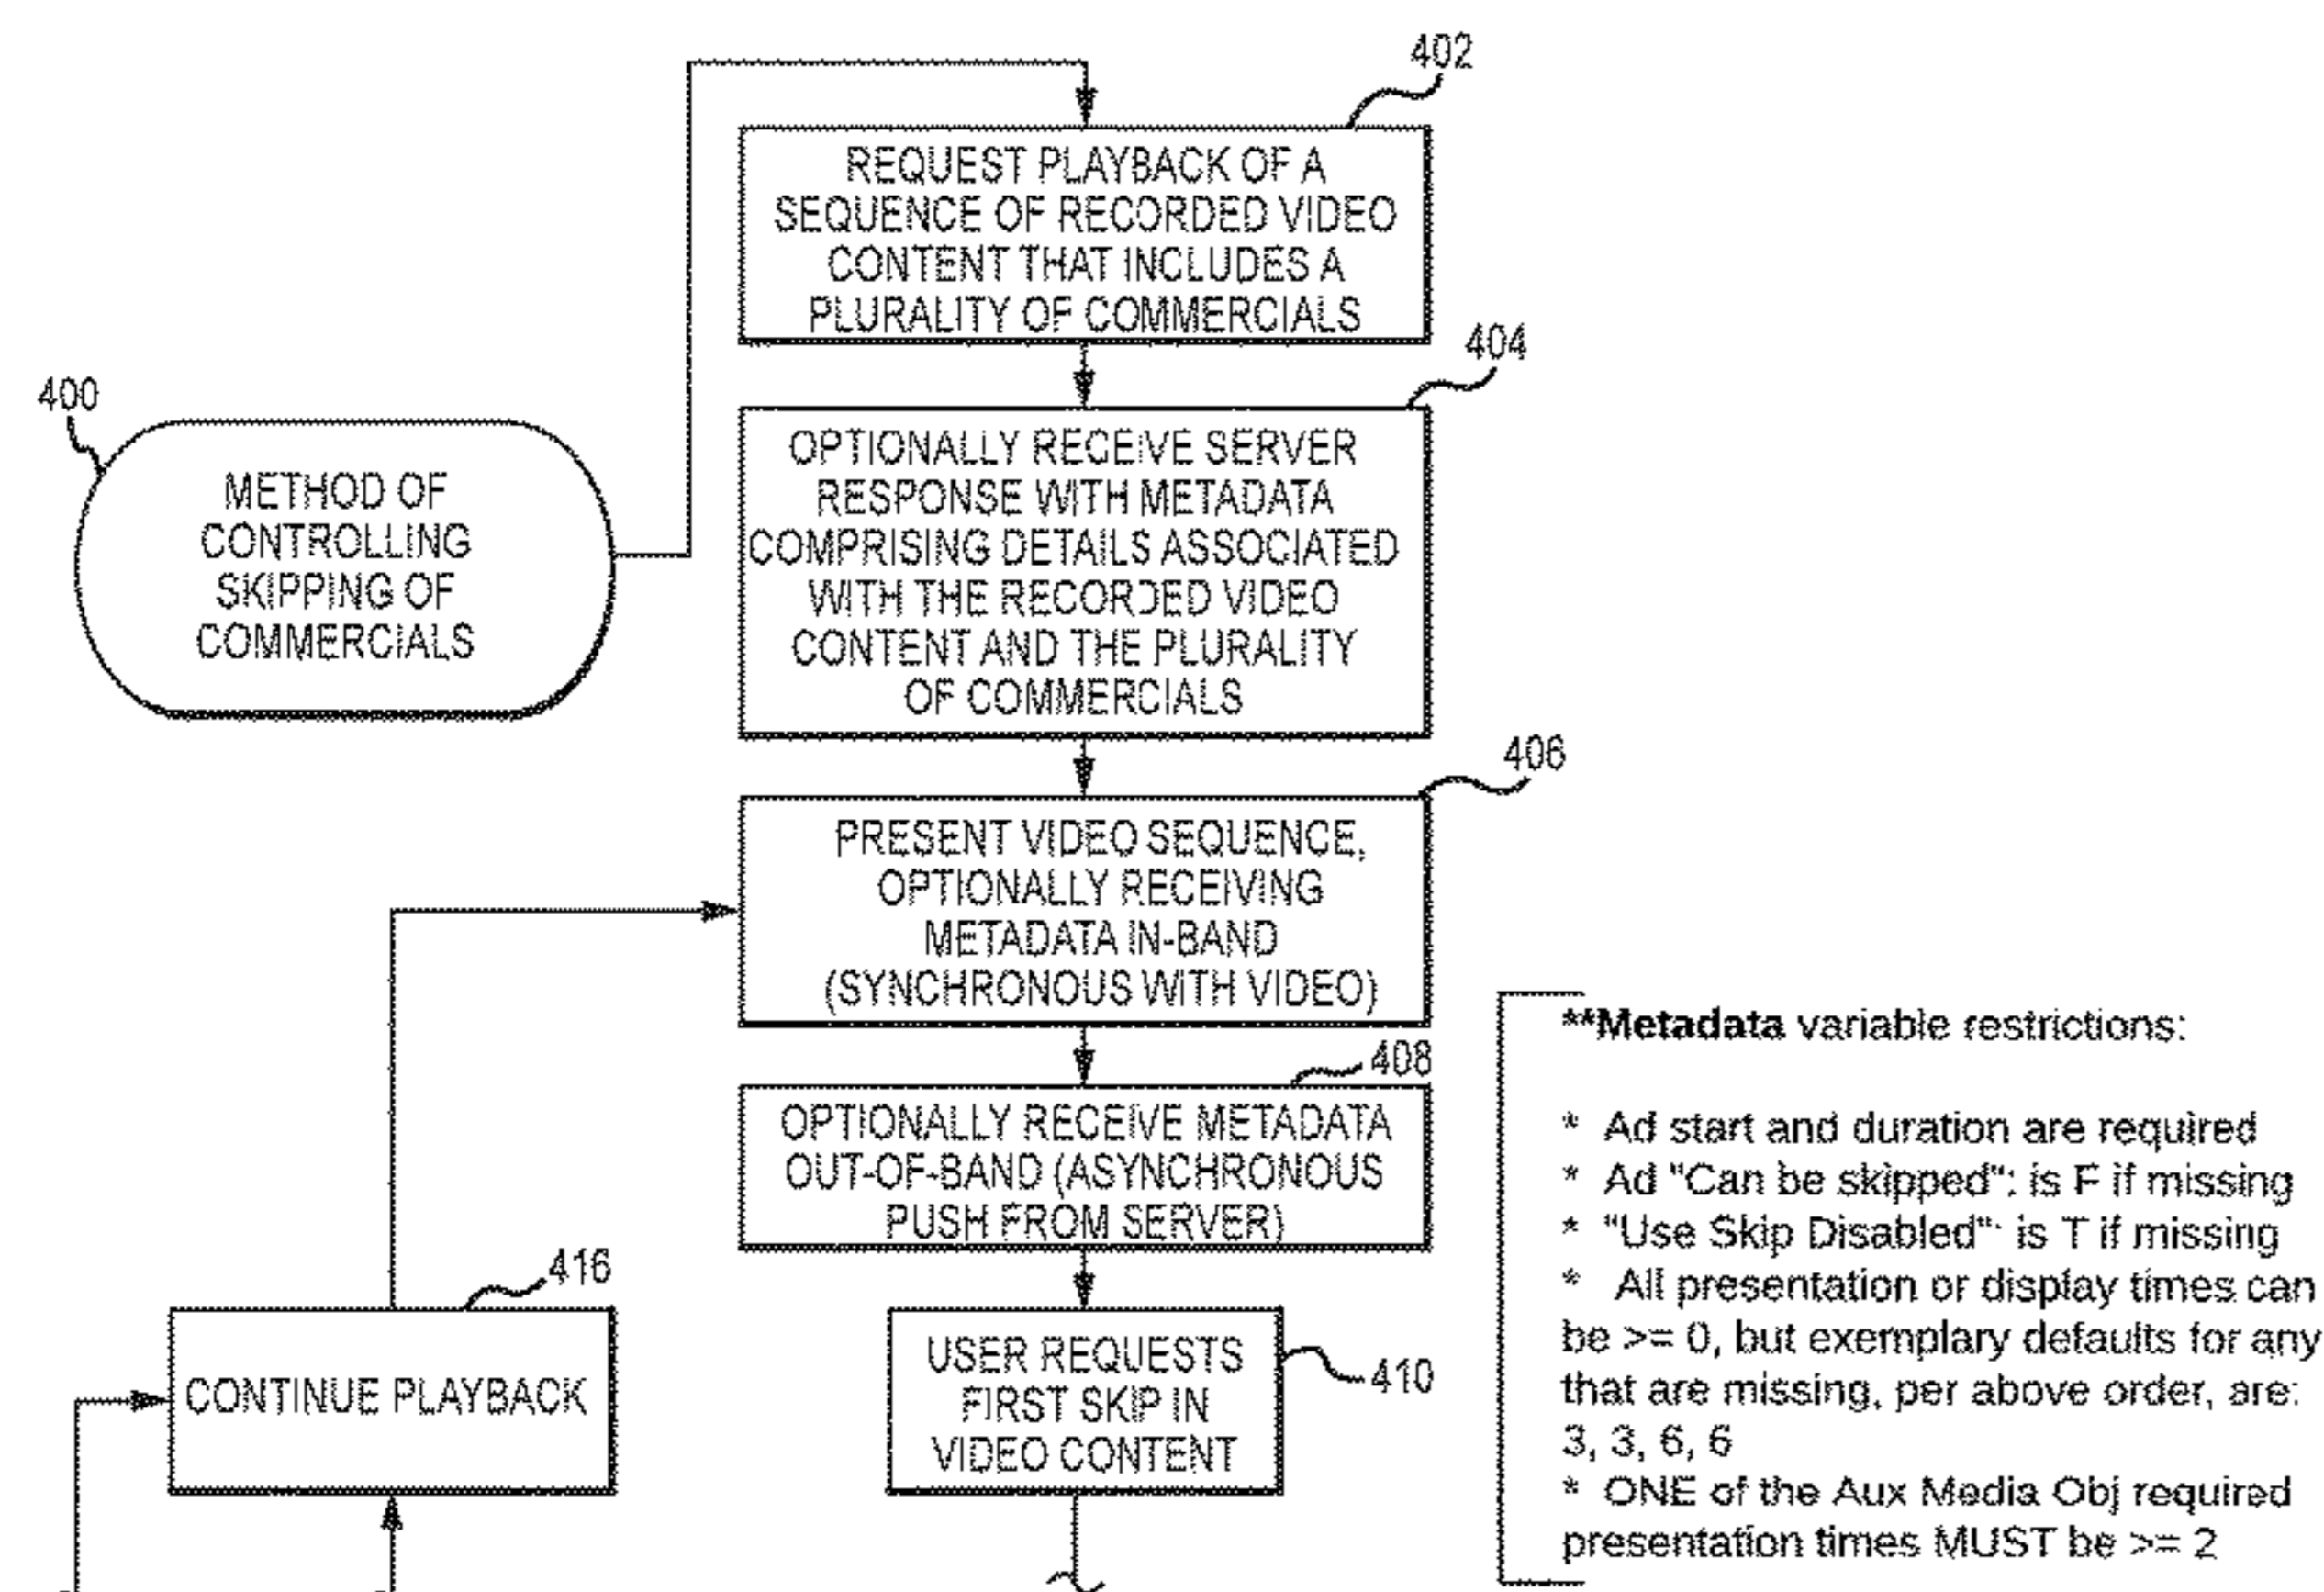 402
REQUEST PLAYBACK OF A
SEQUENCE OF RECORDED VIDEO
CONTENT THAT INCLUDES A
PLURALITY OF COMMERCIALS
404
400
METHOD OF
CONTROLLING
SKIPPING OF
COMMERCIALS
OPTIONALLY RECEIVE SERVER
RESPONSE WITH METADATA
COMPRISING DETAILS ASSOCIATED
WITH THE RECORDED VIDEO
CONTENT AND THE PLURALITY
OF COMMERCIALS
406
PRESENT VIDEO SEQUENCE,
OPTIONALLY RECEIVING
METADATA IN-BAND
(SYNCHRONOUS WITH VIDEO)
408
OPTIONALLY RECEIVE METADATA
OUT-OF-BAND (ASYNCHRONOUS
PUSH FROM SERVER)
416
CONTINUE PLAYBACK
USER REQUESTS
FIRST SKIP IN
VIDEO CONTENT
410
**Metadata variable restrictions:
* Ad start and duration are required
* Ad "Can be skipped": is F if missing
* "Use Skip Disabled": is T if missing
* All presentation or display times can
be >= 0, but exemplary defaults for any
that are missing, per above order, are:
3, 3, 6, 6
* ONE of the Aux Media Obj required
presentation times MUST be >= 2